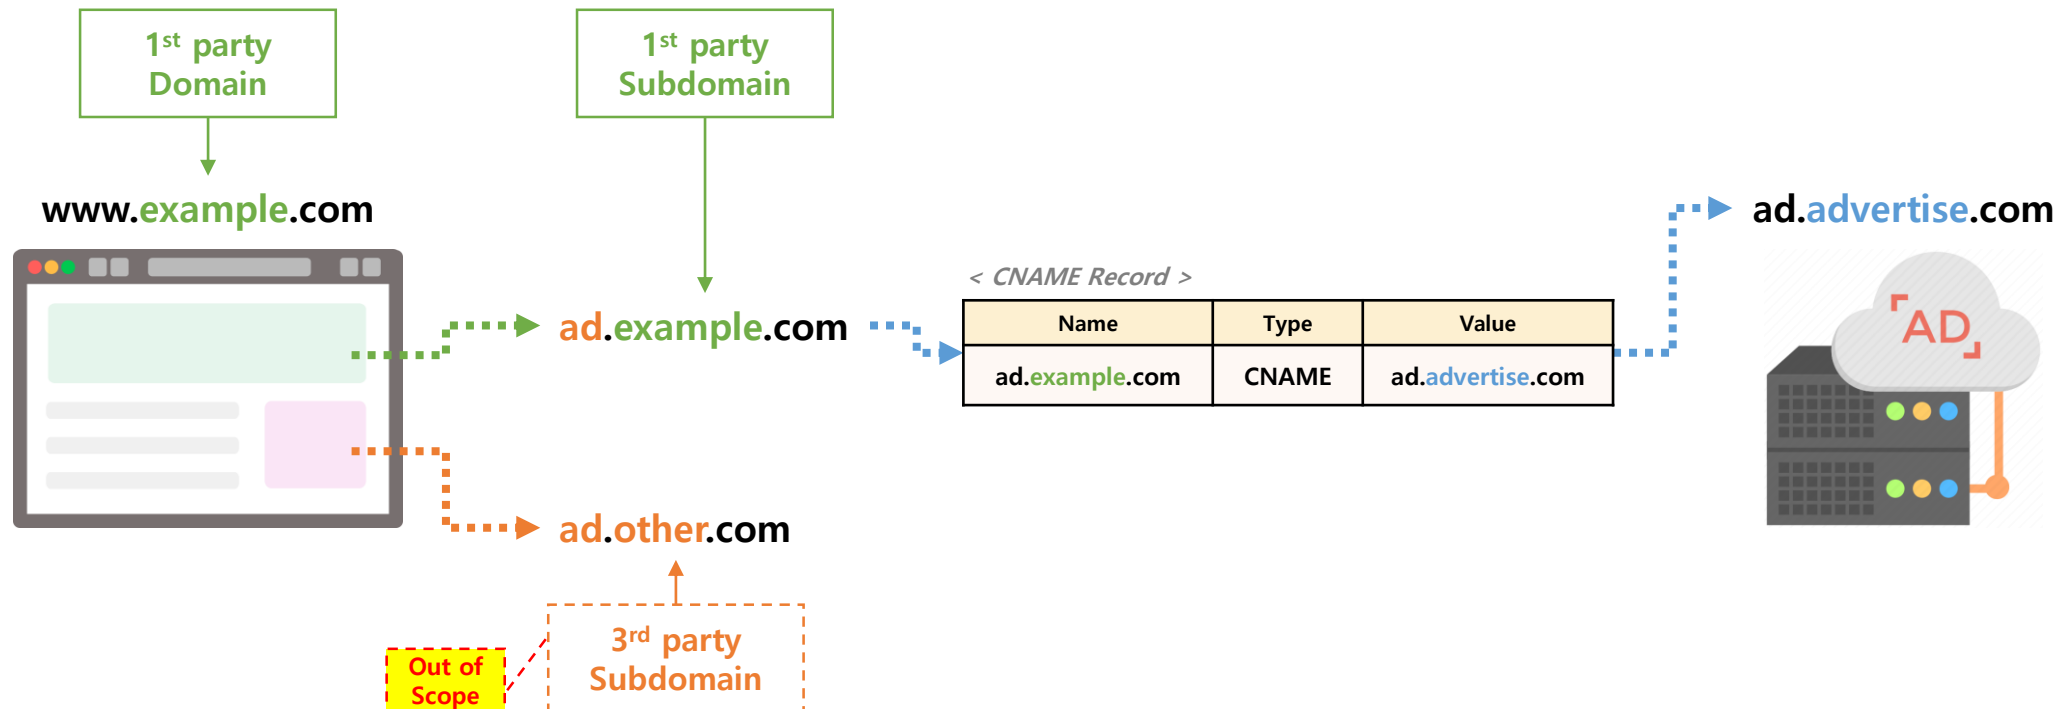 1st party
Domain
1st party
Subdomain
www.example.com
ad.advertise.com
< CNAME Record >
ad.example.com
Name Type Value
ad.example.com CNAME ad.advertise.com
AD
ad.other.com
3rd party
Subdomain
Out of
Scope